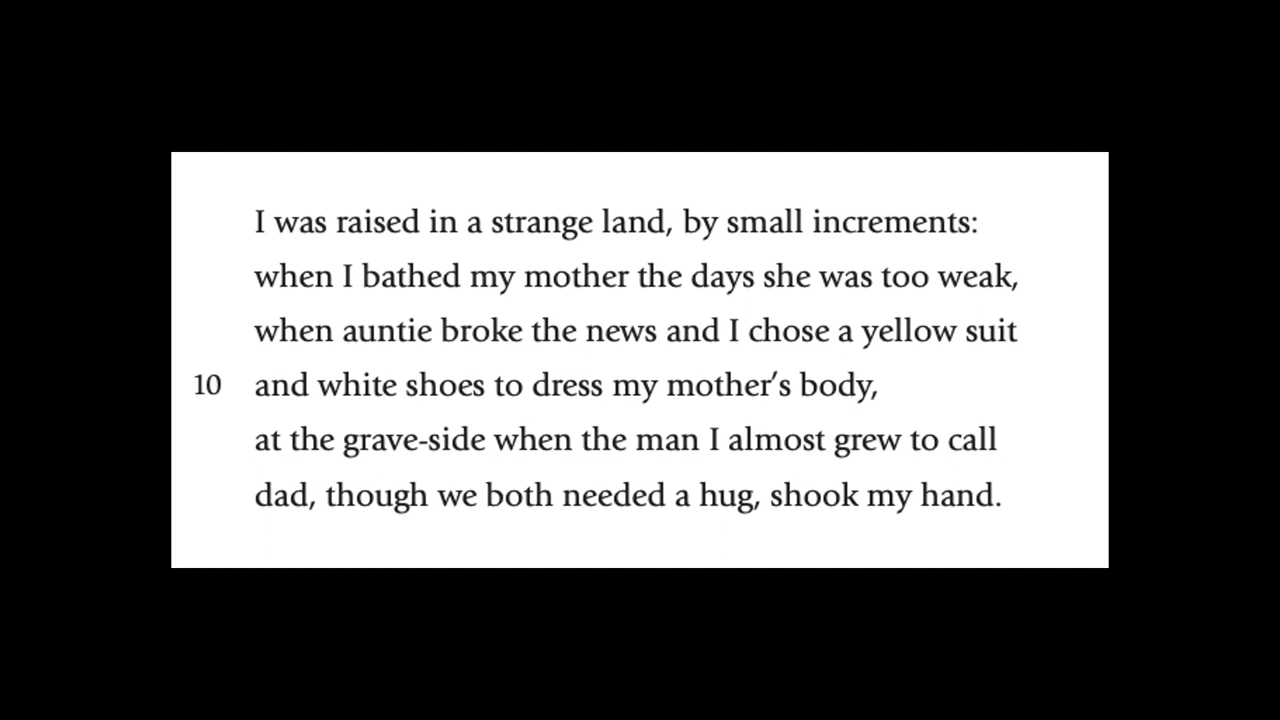 I was raised in a strange land, by small increments:
when I bathed my mother the days she was too weak,
when auntie broke the news and I chose a yellow suit
10 and white shoes to dress my mother’s body,
at the grave-side when the man I almost grew to call
dad, though we both needed a hug, shook my hand.